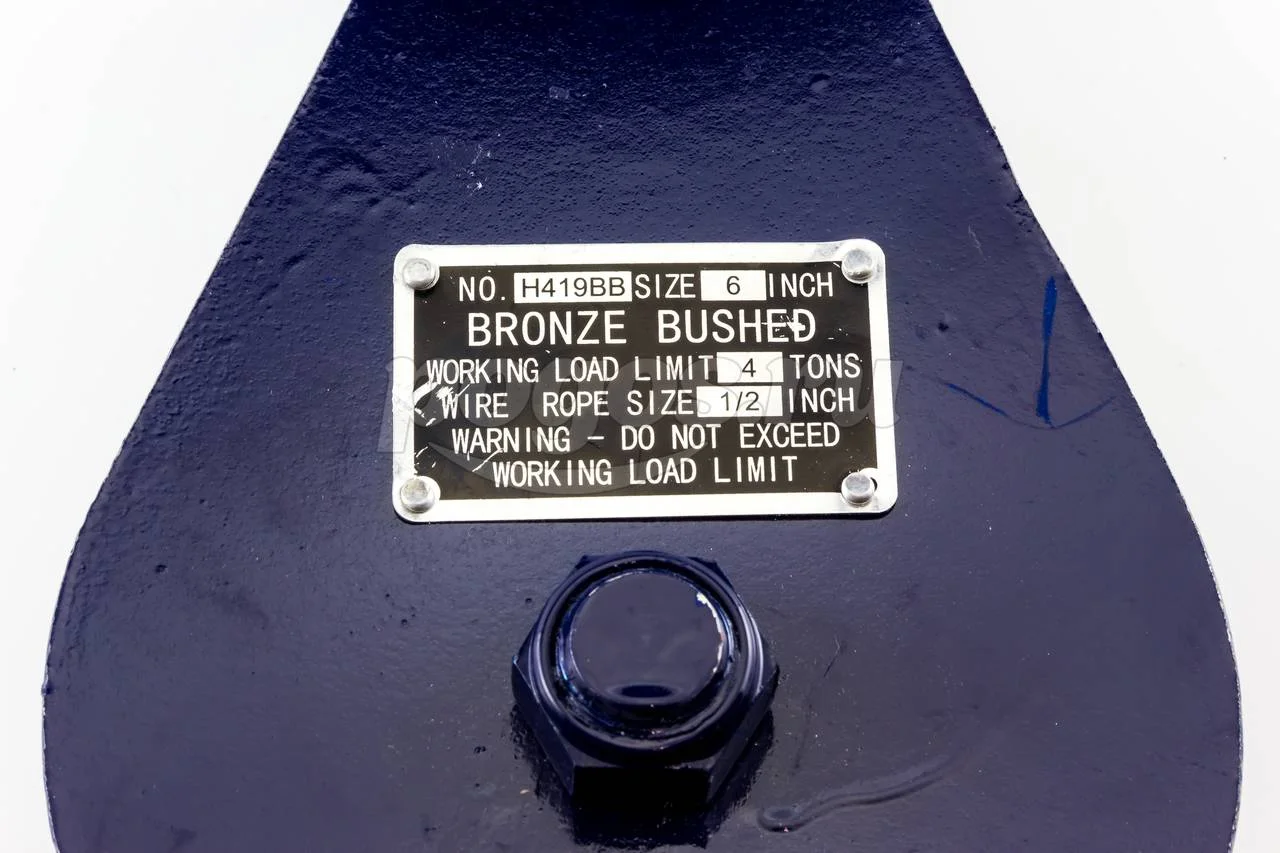 NO. H419BB SIZE 6 INCH
BRONZE BUSHED
WORKING LOAD LIMIT 4 TONS
WIRE ROPE SIZE 1/2 INCH
WARNING - DO NOT EXCEED
WORKING LOAD LIMIT